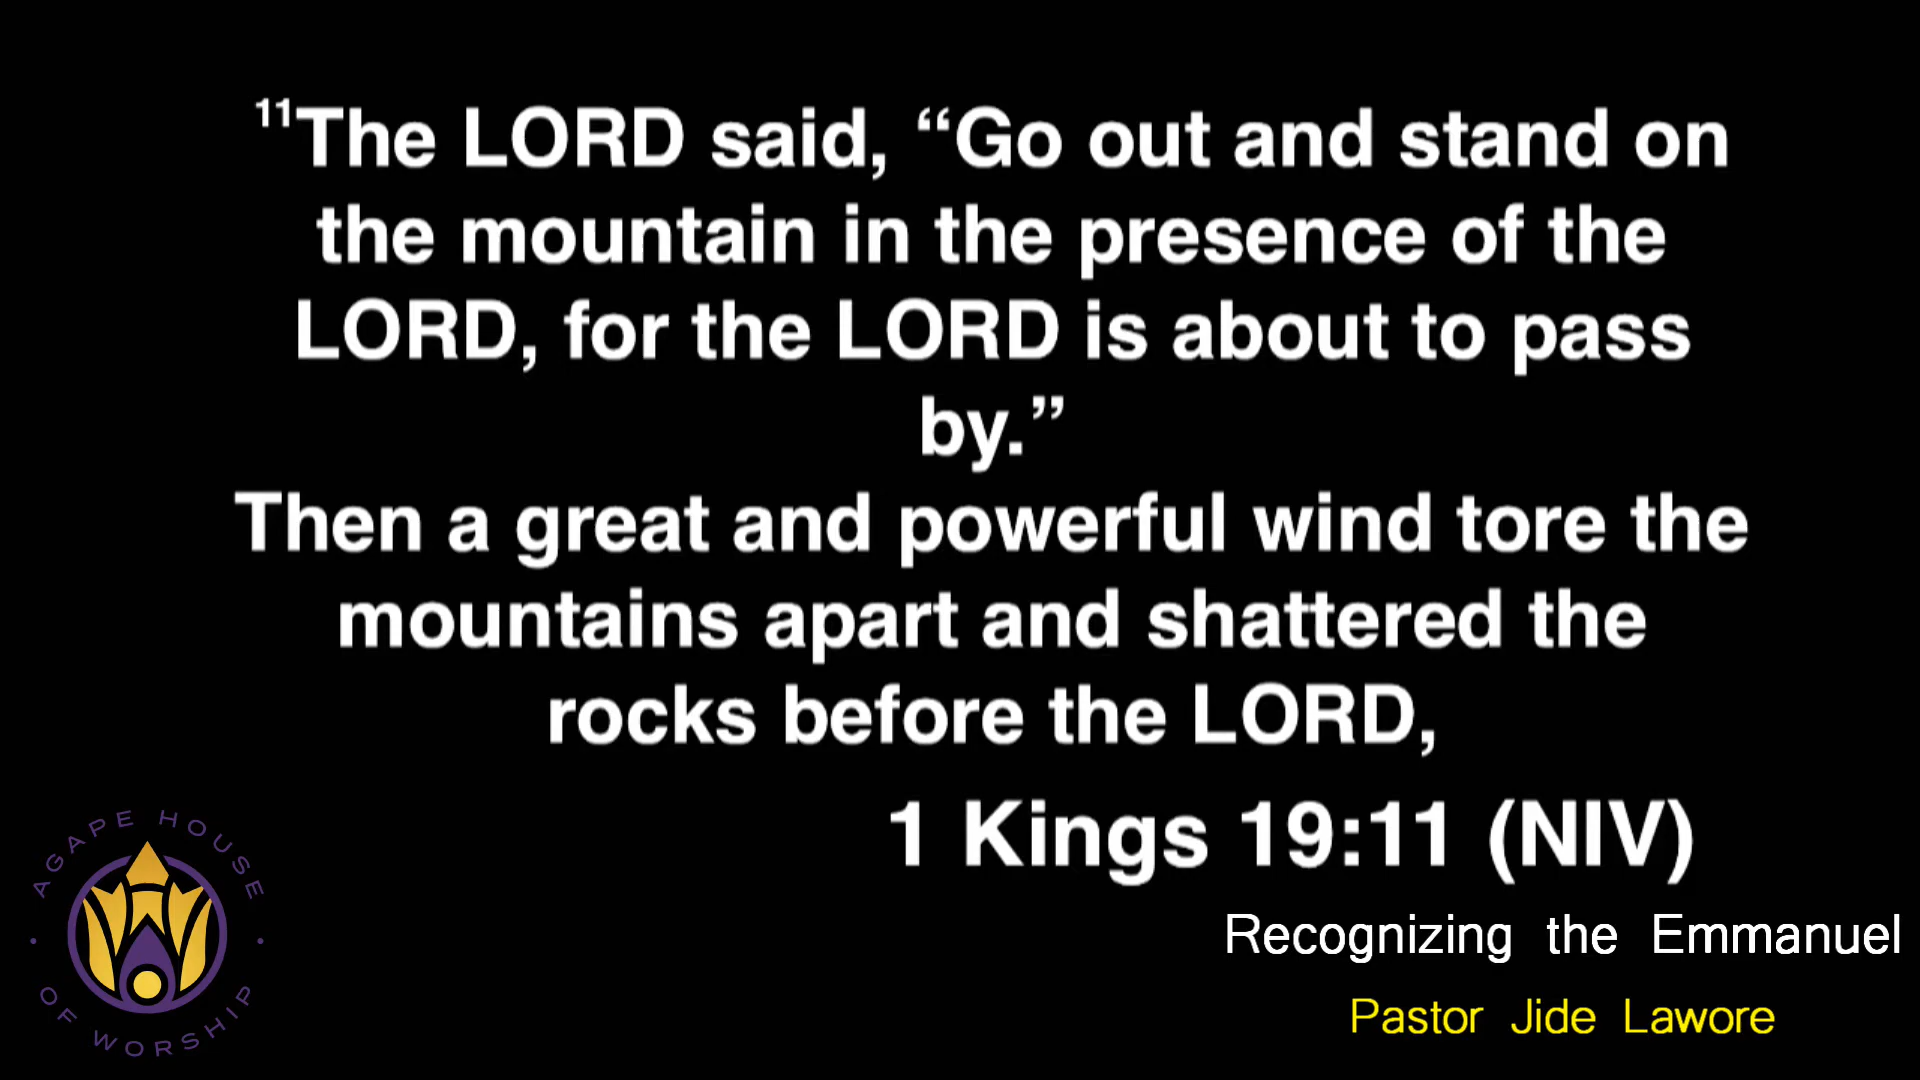 ¹¹The LORD said, “Go out and stand on
the mountain in the presence of the
LORD, for the LORD is about to pass
by.”
Then a great and powerful wind tore the
mountains apart and shattered the
rocks before the LORD,
1 Kings 19:11 (NIV)
Recognizing the Emmanuel
Pastor Jide Lawore
AGAPE HOUSE
OF WORSHIP